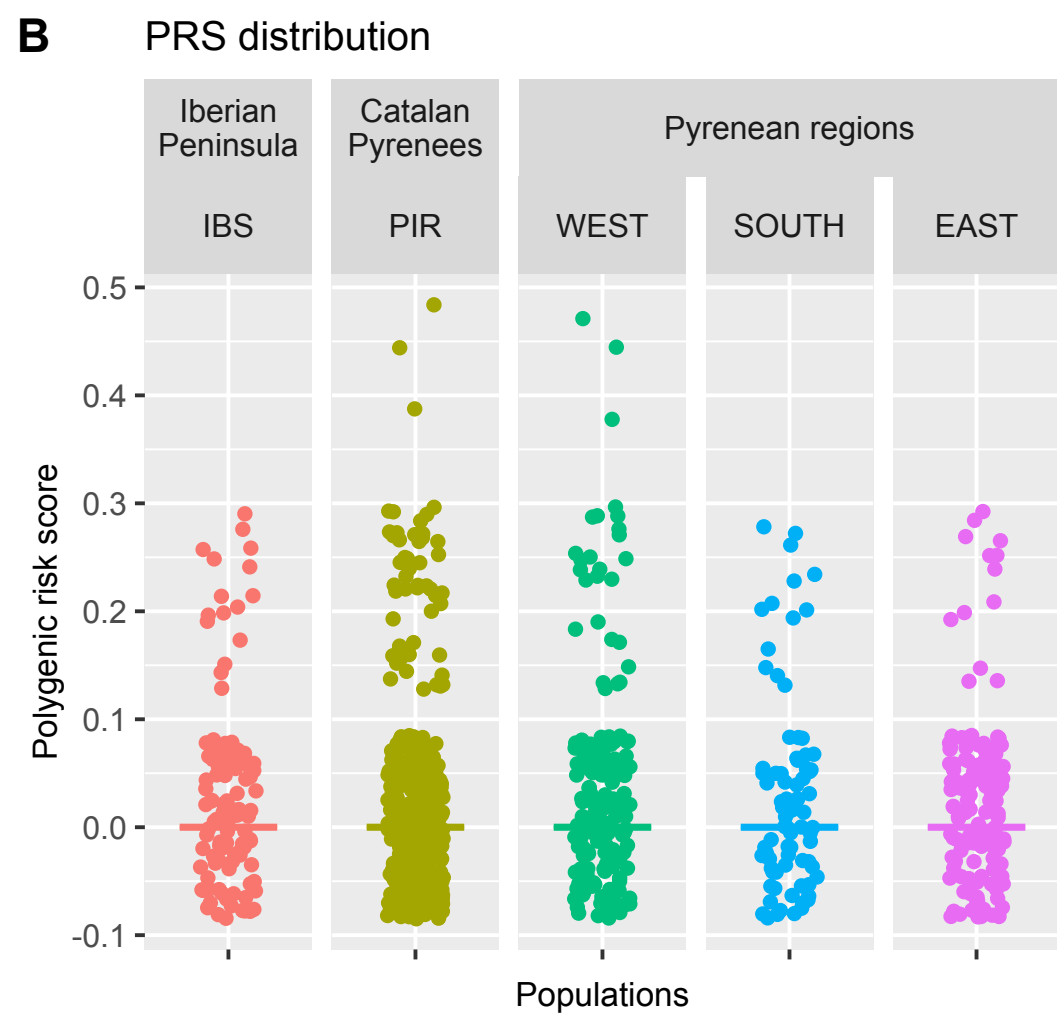 B PRS distribution
Iberian
Peninsula
Catalan
Pyrenees
Pyrenean regions
IBS
PIR
WEST
SOUTH
EAST
0.5
0.4
0.3
0.2
0.1
0.0
-0.1
Polygenic risk score
Populations